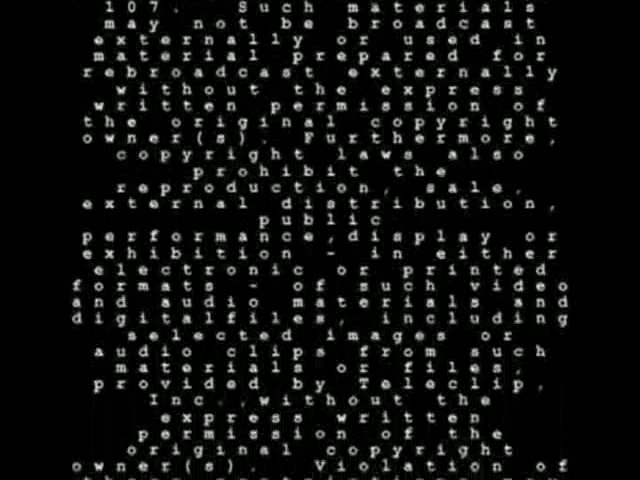 107. Such materials
may not be broadcast
externally or used in
material prepared for
rebroadcast externally
without the express
written permission of
the original copyright
owner(s). Furthermore,
copyright laws also
prohibit the
reproduction, sale,
external distribution,
public
performance,display or
exhibition - in either
electronic or printed
formats - of such video
and audio materials and
digitalfiles, including
selected images or
audio clips from such
materials or files,
provided by Teleclip,
Inc., without the
express written
permission of the
original copyright
owner(s). Violation of